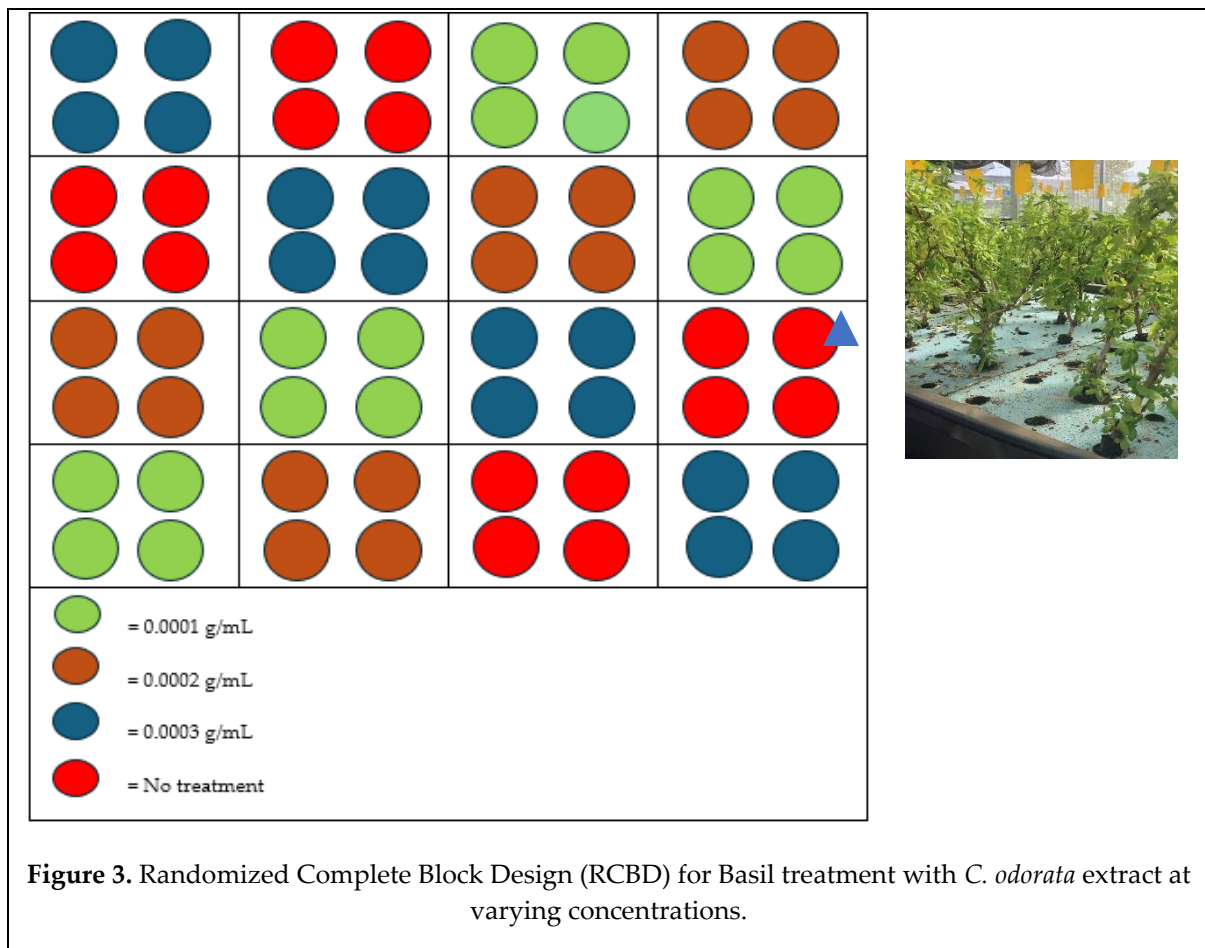 = 0.0001 g/mL
= 0.0002 g/mL
= 0.0003 g/mL
= No treatment
Figure 3. Randomized Complete Block Design (RCBD) for Basil treatment with C. odorata extract at
varying concentrations.